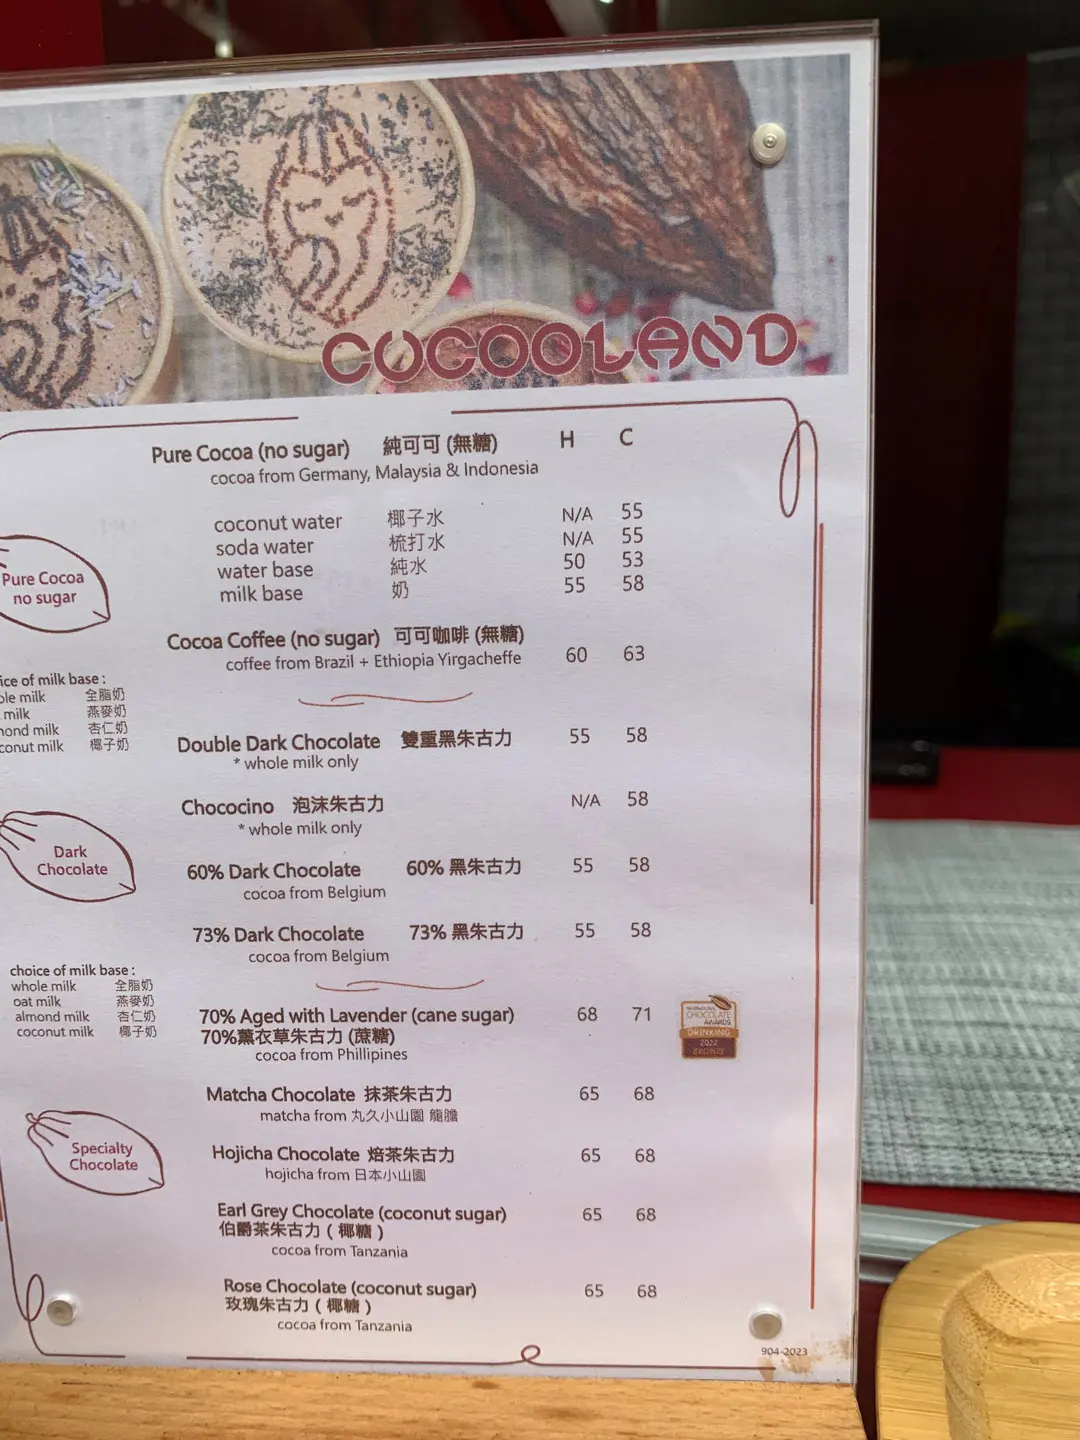 COCOOLAND
Pure Cocoa (no sugar) 純可可 (無糖) H C
cocoa from Germany, Malaysia & Indonesia
coconut water 椰子水 N/A 55
soda water 梳打水 N/A 55
water base 純水 50 53
milk base 奶 55 58
Pure Cocoa
no sugar
Cocoa Coffee (no sugar) 可可咖啡 (無糖)
coffee from Brazil + Ethiopia Yirgacheffe 60 63
of milk base :
milk 全脂奶
milk 燕麥奶
milk 杏仁奶
milk 椰子奶
Double Dark Chocolate 雙重黑朱古力 55 58
* whole milk only
Chococino 泡沫朱古力 N/A 58
* whole milk only
Dark
Chocolate
60% Dark Chocolate 60% 黑朱古力 55 58
cocoa from Belgium
73% Dark Chocolate 73% 黑朱古力 55 58
cocoa from Belgium
choice of milk base :
whole milk 全脂奶
oat milk 燕麥奶
almond milk 杏仁奶
coconut milk 椰子奶
70% Aged with Lavender (cane sugar) 68 71
70%薰衣草朱古力 (蔗糖)
cocoa from Phillipines
INTERNATIONAL
CHOCOLATE
AWARDS
DRINKING
2022
BRONZE
Matcha Chocolate 抹茶朱古力 65 68
matcha from 丸久小山園 龍膽
Specialty
Chocolate
Hojicha Chocolate 焙茶朱古力 65 68
hojicha from 日本小山園
Earl Grey Chocolate (coconut sugar) 65 68
伯爵茶朱古力 ( 椰糖 )
cocoa from Tanzania
Rose Chocolate (coconut sugar) 65 68
玫瑰朱古力 ( 椰糖 )
cocoa from Tanzania
904-2023